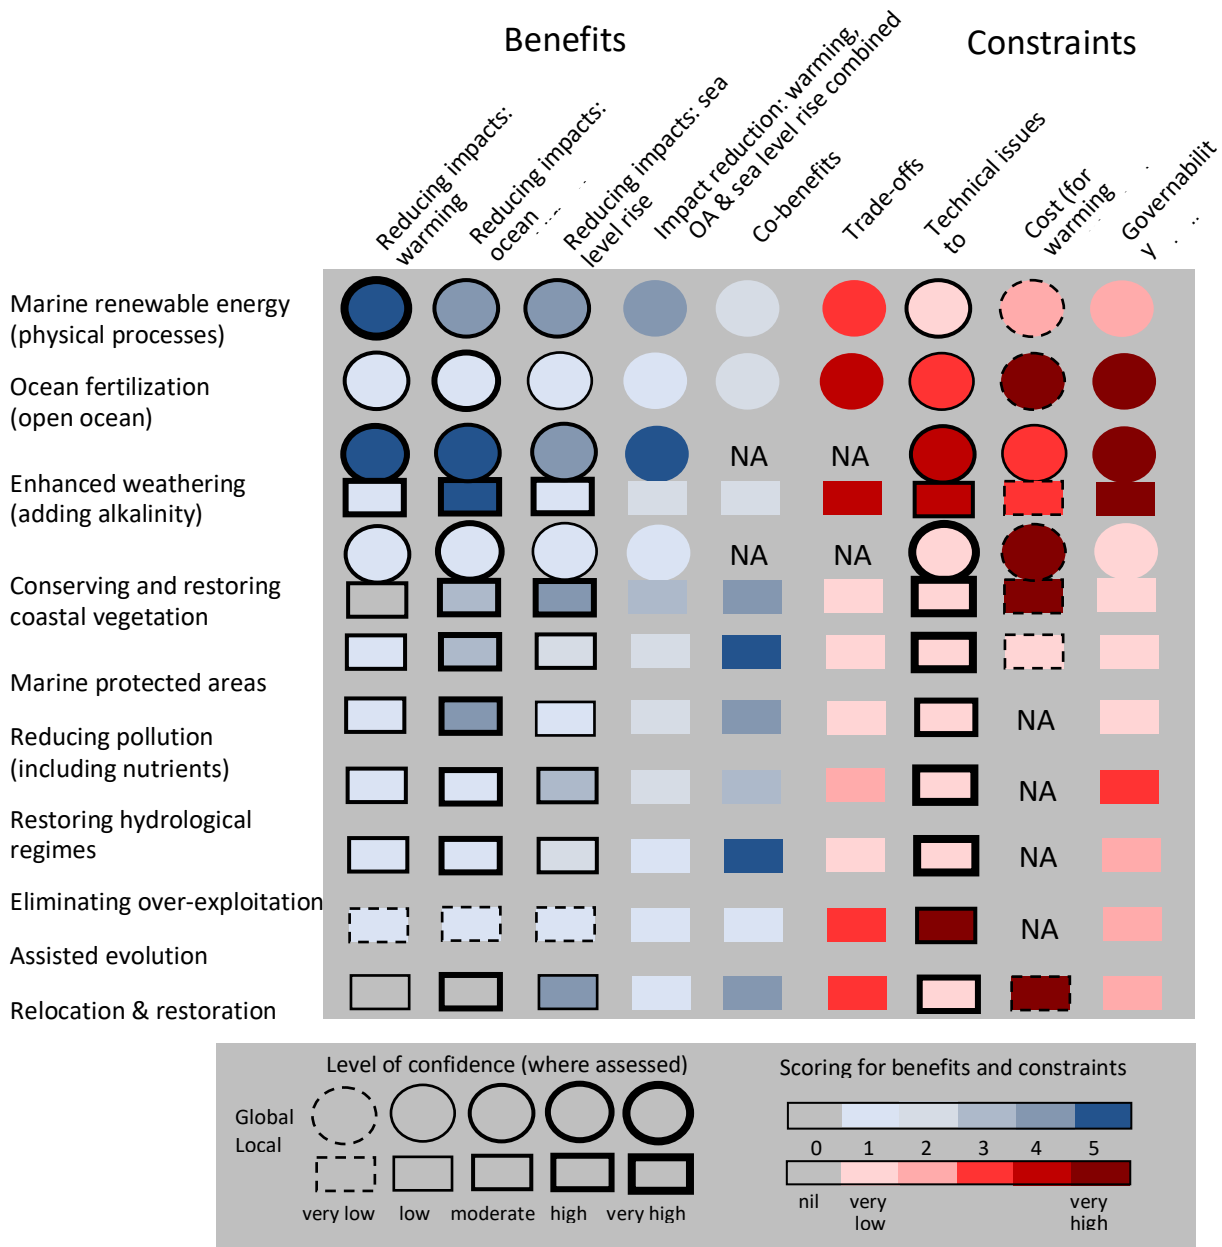 Benefits
Constraints
Reducing impacts:
warming
Reducing impacts:
ocean
Reducing impacts: sea
level rise
Impact reduction: warming,
OA & sea level rise combined
Co-benefits
Trade-offs
Technical issues
to
Cost (for
warming
Governabilit
y
Marine renewable energy
(physical processes)
Ocean fertilization
(open ocean)
NA NA
Enhanced weathering
(adding alkalinity)
NA NA
Conserving and restoring
coastal vegetation
Marine protected areas
NA
Reducing pollution
(including nutrients)
NA
Restoring hydrological
regimes
NA
Eliminating over-exploitation
NA
Assisted evolution
Relocation & restoration
Level of confidence (where assessed)
Global
Local
very low low moderate high very high
Scoring for benefits and constraints
0 1 2 3 4 5
nil very
low
very
high